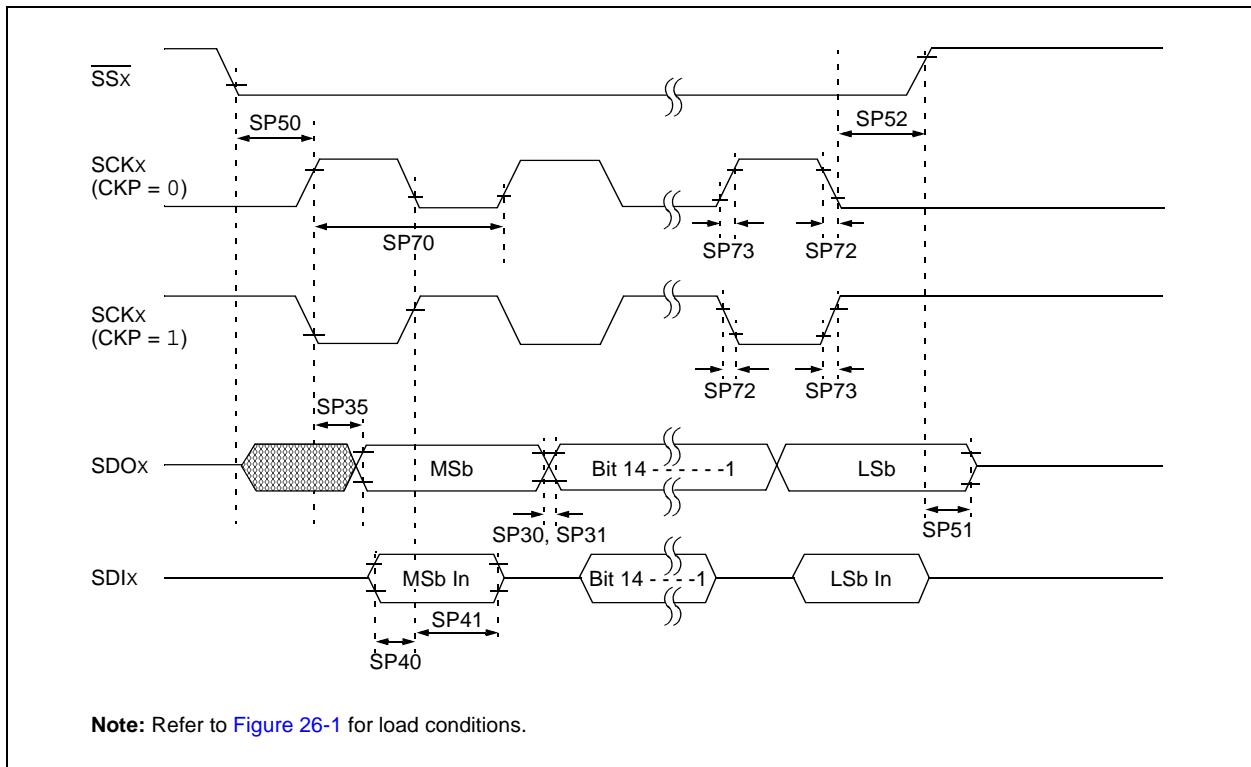 SSX
SP50
SP52
SCKX
(CKP = 0)
SP70
SP73
SP72
SCKX
(CKP = 1)
SP72
SP73
SP35
SDOX
MSb
Bit 14 - - - - - -1
LSb
SP30, SP31
SP51
SDIX
MSb In
Bit 14 - - - -1
LSb In
SP41
SP40
Note: Refer to Figure 26-1 for load conditions.